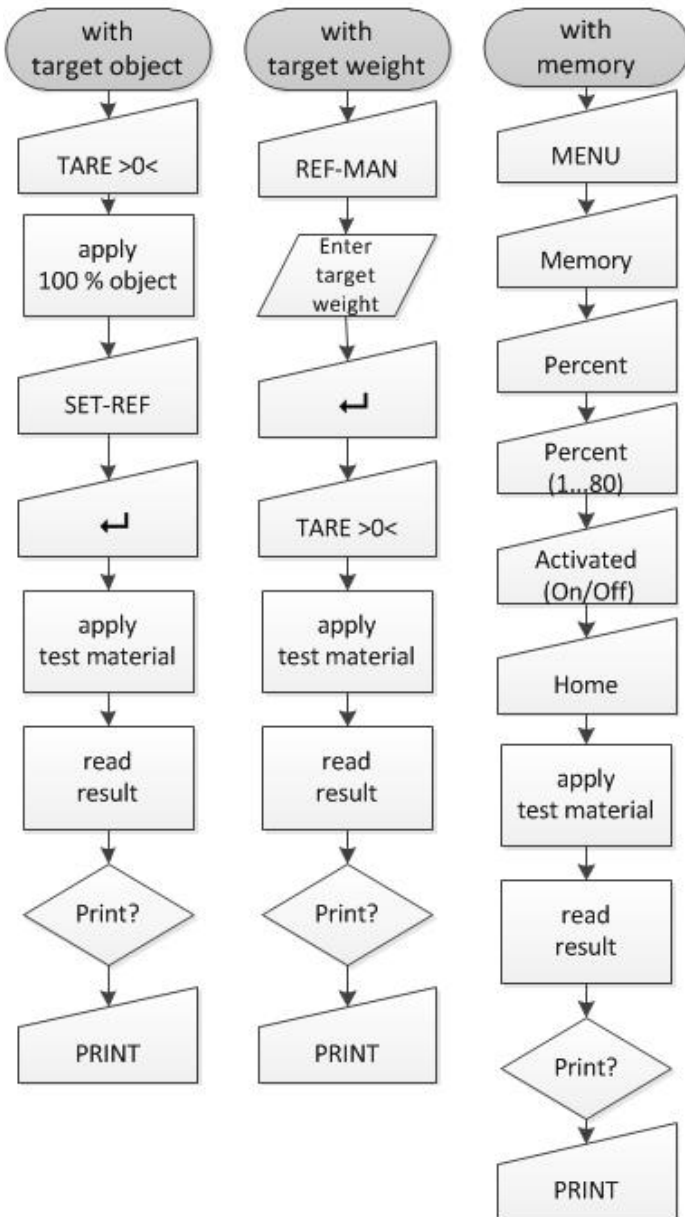 with
target object
TARE >0<
apply
100 % object
SET-REF
↵
apply
test material
read
result
Print?
PRINT
with
target weight
REF-MAN
Enter
target
weight
↵
TARE >0<
apply
test material
read
result
Print?
PRINT
with
memory
MENU
Memory
Percent
Percent
(1...80)
Activated
(On/Off)
Home
apply
test material
read
result
Print?
PRINT